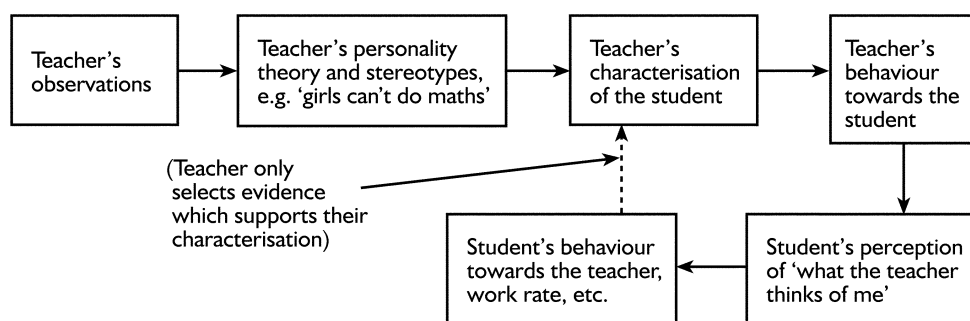 Teacher’s
observations
Teacher’s personality
theory and stereotypes,
e.g. ‘girls can’t do maths’
Teacher’s
characterisation
of the student
Teacher’s
behaviour
towards the
student
(Teacher only
selects evidence
which supports their
characterisation)
Student’s behaviour
towards the teacher,
work rate, etc.
Student’s perception
of ‘what the teacher
thinks of me’